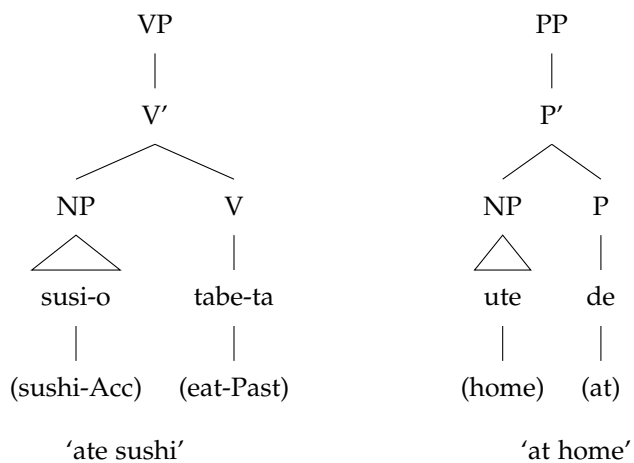 VP PP
V’ P’
NP V NP P
susi-o tabe-ta ute de
(sushi-Acc) (eat-Past) (home) (at)
‘ate sushi’ ‘at home’